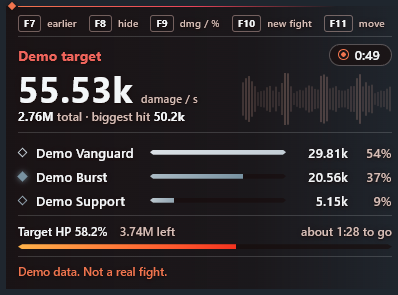 F7 earlier F8 hide F9 dmg / % F10 new fight F11 move
Demo target 0:49
55.53k damage / s
2.76M total · biggest hit 50.2k
Demo Vanguard 29.81k 54%
Demo Burst 20.56k 37%
Demo Support 5.15k 9%
Target HP 58.2% 3.74M left about 1:28 to go
Demo data. Not a real fight.